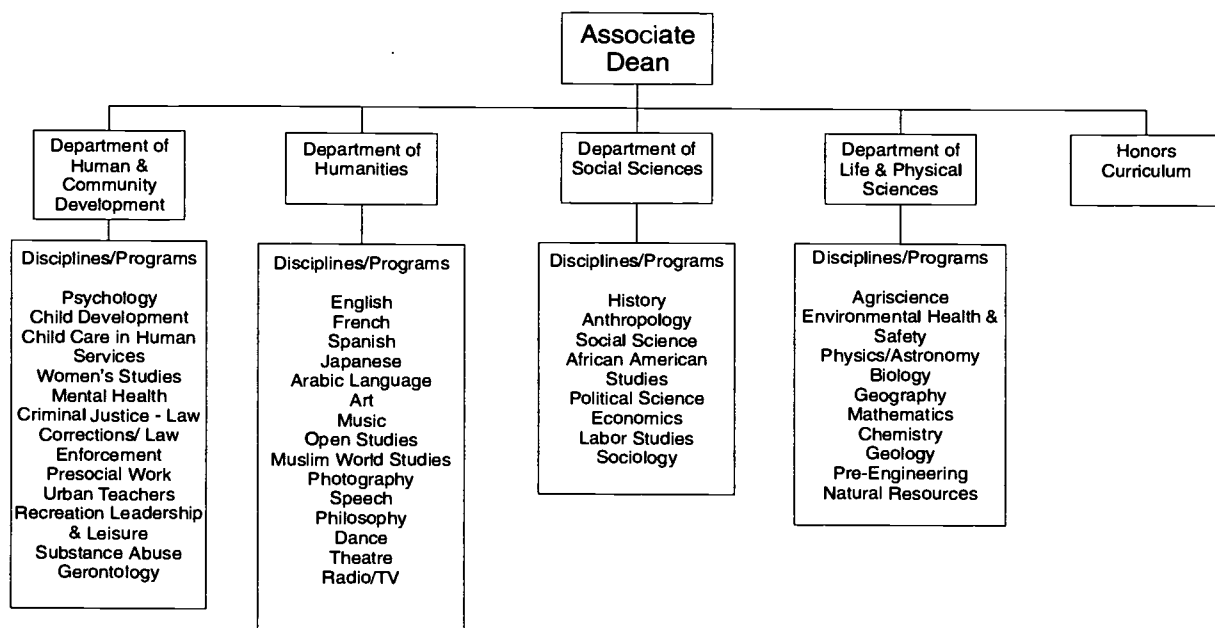 Associate
Dean
Department of
Human &
Community
Development
Department of
Humanities
Department of
Social Sciences
Department of
Life & Physical
Sciences
Honors
Curriculum
Disciplines/Programs
Psychology
Child Development
Child Care in Human
Services
Women's Studies
Mental Health
Criminal Justice - Law
Corrections/ Law
Enforcement
Presocial Work
Urban Teachers
Recreation Leadership
& Leisure
Substance Abuse
Gerontology
Disciplines/Programs
English
French
Spanish
Japanese
Arabic Language
Art
Music
Open Studies
Muslim World Studies
Photography
Speech
Philosophy
Dance
Theatre
Radio/TV
Disciplines/Programs
History
Anthropology
Social Science
African American
Studies
Political Science
Economics
Labor Studies
Sociology
Disciplines/Programs
Agriscience
Environmental Health &
Safety
Physics/Astronomy
Biology
Geography
Mathematics
Chemistry
Geology
Pre-Engineering
Natural Resources